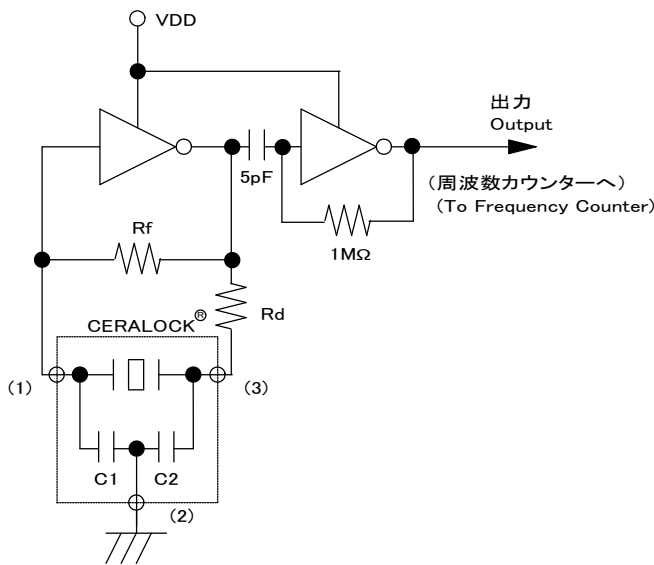 VDD
出力
Output
5pF
(周波数カウンターへ)
(To Frequency Counter)
Rf
1MΩ
Rd
CERALOCK®
(1)
(3)
C1
C2
(2)